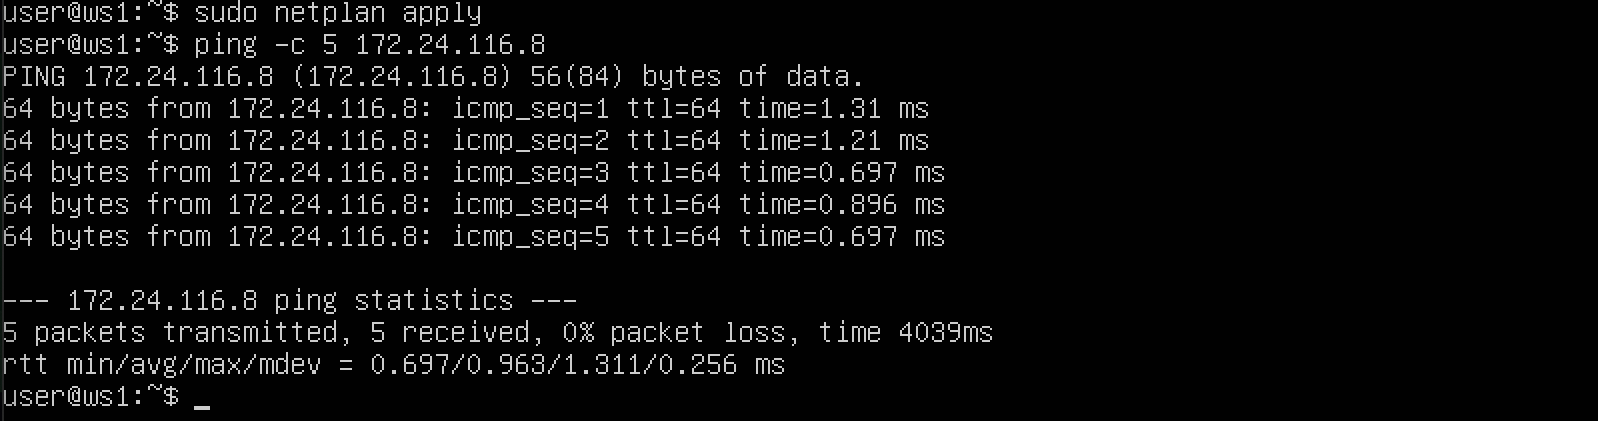 user@ws1:~$ sudo netplan apply
user@ws1:~$ ping -c 5 172.24.116.8
PING 172.24.116.8 (172.24.116.8) 56(84) bytes of data.
64 bytes from 172.24.116.8: icmp_seq=1 ttl=64 time=1.31 ms
64 bytes from 172.24.116.8: icmp_seq=2 ttl=64 time=1.21 ms
64 bytes from 172.24.116.8: icmp_seq=3 ttl=64 time=0.697 ms
64 bytes from 172.24.116.8: icmp_seq=4 ttl=64 time=0.896 ms
64 bytes from 172.24.116.8: icmp_seq=5 ttl=64 time=0.697 ms
--- 172.24.116.8 ping statistics ---
5 packets transmitted, 5 received, 0% packet loss, time 4039ms
rtt min/avg/max/mdev = 0.697/0.963/1.311/0.256 ms
user@ws1:~$ _